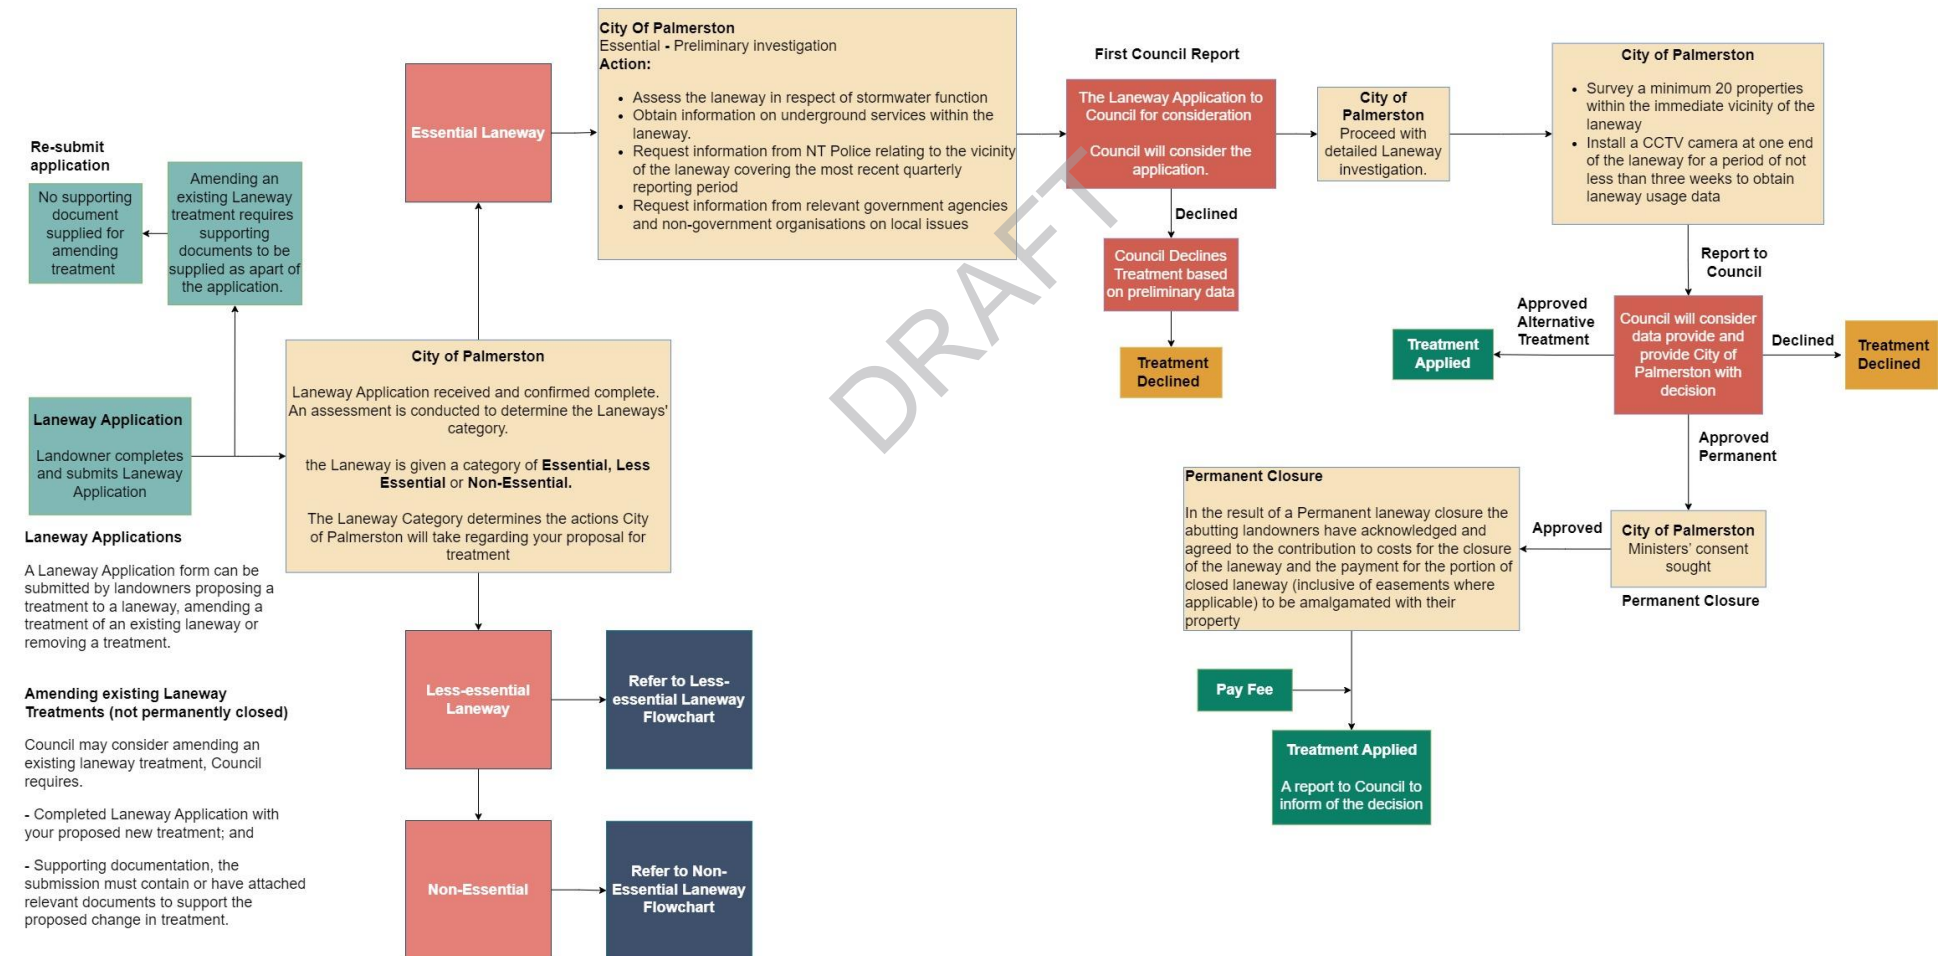 Re-submit
application
No supporting
document
supplied for
amending
treatment
Amending an
existing Laneway
treatment requires
supporting
documents to be
supplied as apart of
the application.
Laneway Application
Landowner completes
and submits Laneway
Application
Laneway Applications
A Laneway Application form can be
submitted by landowners proposing a
treatment to a laneway, amending a
treatment of an existing laneway or
removing a treatment.
Amending existing Laneway
Treatments (not permanently closed)
Council may consider amending an
existing laneway treatment, Council
requires.
- Completed Laneway Application with
your proposed new treatment; and
- Supporting documentation, the
submission must contain or have attached
relevant documents to support the
proposed change in treatment.
City of Palmerston
Laneway Application received and confirmed complete.
An assessment is conducted to determine the Laneways'
category.
the Laneway is given a category of Essential, Less
Essential or Non-Essential.
The Laneway Category determines the actions City
of Palmerston will take regarding your proposal for
treatment
Essential Laneway
Less-essential
Laneway
Refer to Less-
essential Laneway
Flowchart
Non-Essential
Refer to Non-
Essential Laneway
Flowchart
City Of Palmerston
Essential - Preliminary investigation
Action:
• Assess the laneway in respect of stormwater function
• Obtain information on underground services within the
laneway.
• Request information from NT Police relating to the vicinity
of the laneway covering the most recent quarterly
reporting period
• Request information from relevant government agencies
and non-government organisations on local issues
DRAFT
First Council Report
The Laneway Application to
Council for consideration
Council will consider the
application.
Declined
Council Declines
Treatment based
on preliminary data
Treatment
Declined
City of
Palmerston
Proceed with
detailed Laneway
investigation.
City of Palmerston
• Survey a minimum 20 properties
within the immediate vicinity of the
laneway
• Install a CCTV camera at one end
of the laneway for a period of not
less than three weeks to obtain
laneway usage data
Report to
Council
Council will consider
data provide and
provide City of
Palmerston with
decision
Approved
Alternative
Treatment
Treatment
Applied
Declined
Treatment
Declined
Approved
Permanent
City of Palmerston
Ministers' consent
sought
Permanent Closure
Approved
Permanent Closure
In the result of a Permanent laneway closure the
abutting landowners have acknowledged and
agreed to the contribution to costs for the closure
of the laneway and the payment for the portion of
closed laneway (inclusive of easements where
applicable) to be amalgamated with their
property
Pay Fee
Treatment Applied
A report to Council to
inform of the decision